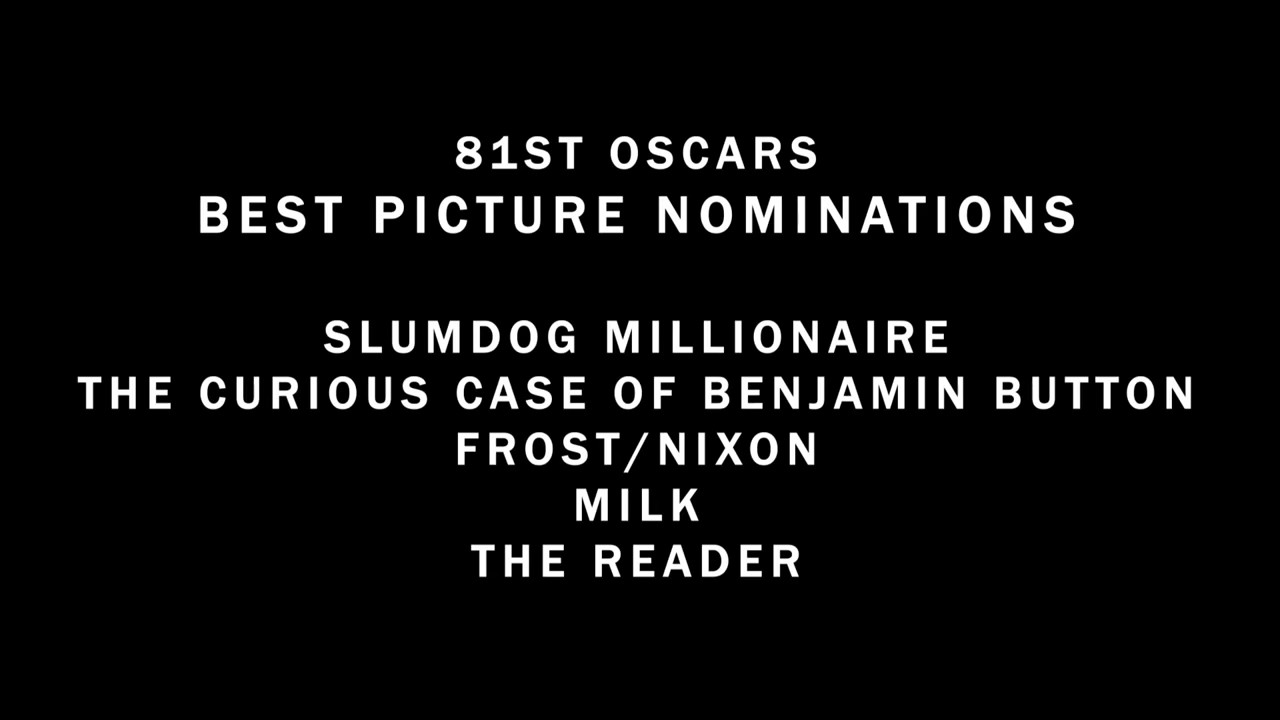 81ST OSCARS
BEST PICTURE NOMINATIONS
SLUMDOG MILLIONAIRE
THE CURIOUS CASE OF BENJAMIN BUTTON
FROST/NIXON
MILK
THE READER